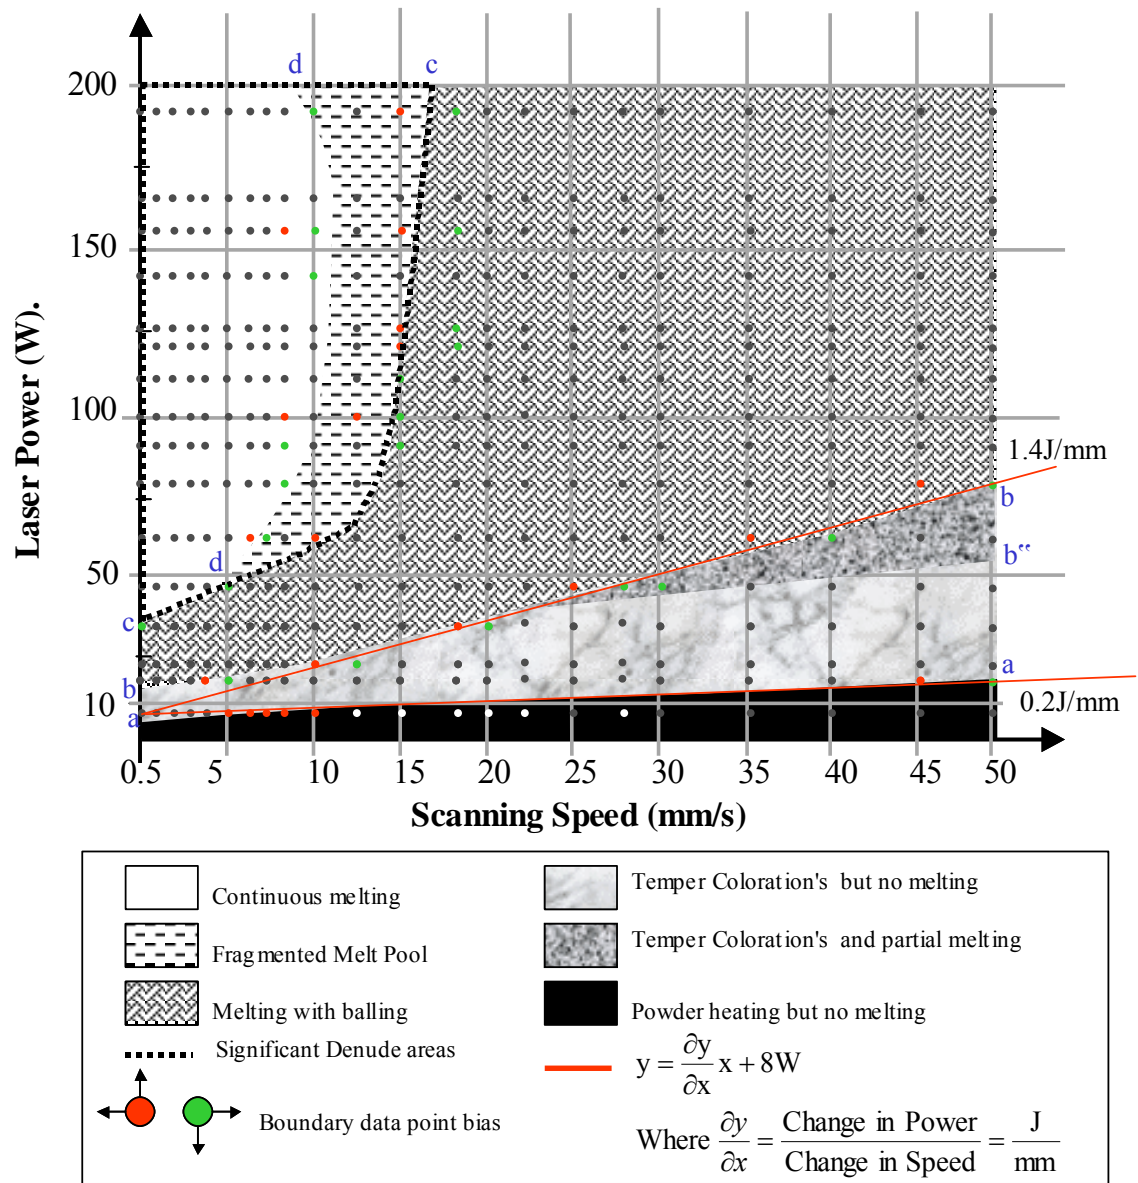 d
c
200
150
100
50
10
Laser Power (W).
c
b
a
d
1.4J/mm
b
b"
a
0.2J/mm
0.5 5 10 15 20 25 30 35 40 45 50
Scanning Speed (mm/s)
Continuous melting
Fragmented Melt Pool
Melting with balling
Significant Denude areas
Boundary data point bias
Temper Coloration's but no melting
Temper Coloration's and partial melting
Powder heating but no melting
y = ∂y/∂x x + 8W
Where ∂y/∂x = Change in Power/Change in Speed = J/mm